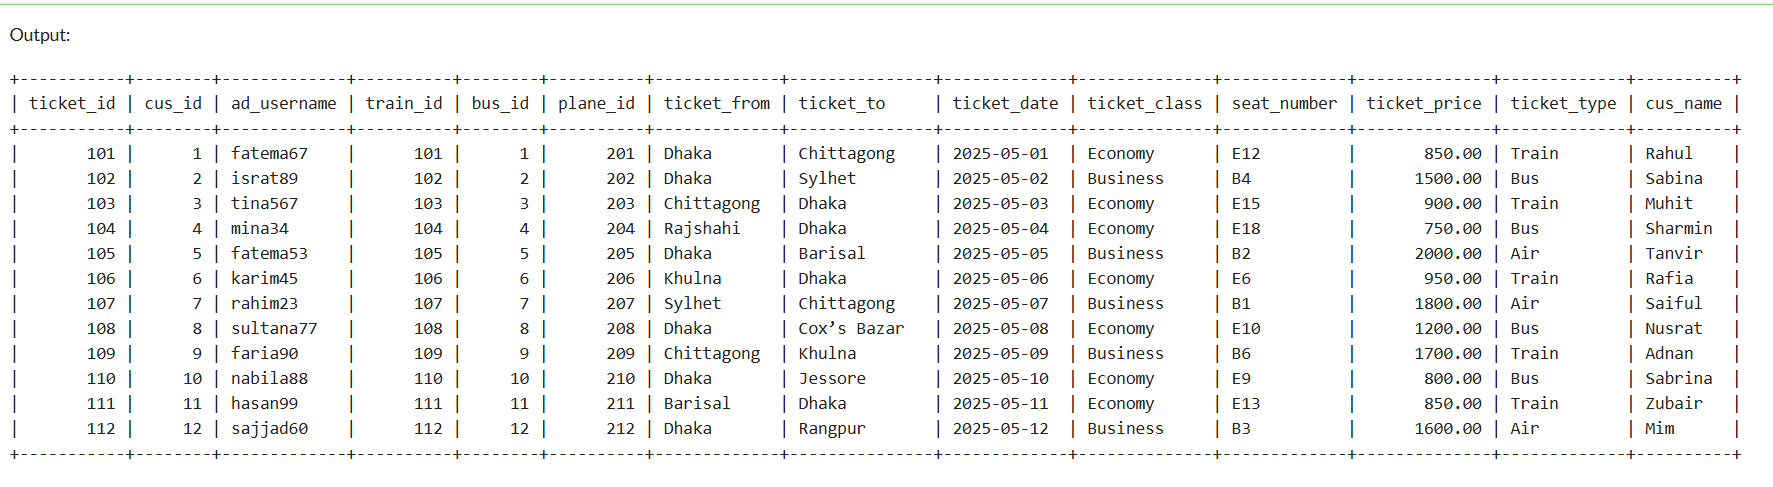 Output:
+-----------+--------+-------------+----------+--------+----------+-------------+---------------+-------------+--------------+-------------+--------------+-------------+----------+
| ticket_id | cus_id | ad_username | train_id | bus_id | plane_id | ticket_from | ticket_to     | ticket_date | ticket_class | seat_number | ticket_price | ticket_type | cus_name |
+-----------+--------+-------------+----------+--------+----------+-------------+---------------+-------------+--------------+-------------+--------------+-------------+----------+
|       101 |      1 | fatema67    |      101 |      1 |      201 | Dhaka       | Chittagong    | 2025-05-01  | Economy      | E12         |       850.00 | Train       | Rahul    |
|       102 |      2 | israt89     |      102 |      2 |      202 | Dhaka       | Sylhet        | 2025-05-02  | Business     | B4          |      1500.00 | Bus         | Sabina   |
|       103 |      3 | tina567     |      103 |      3 |      203 | Chittagong  | Dhaka         | 2025-05-03  | Economy      | E15         |       900.00 | Train       | Muhit    |
|       104 |      4 | mina34      |      104 |      4 |      204 | Rajshahi    | Dhaka         | 2025-05-04  | Economy      | E18         |       750.00 | Bus         | Sharmin  |
|       105 |      5 | fatema53    |      105 |      5 |      205 | Dhaka       | Barisal       | 2025-05-05  | Business     | B2          |      2000.00 | Air         | Tanvir   |
|       106 |      6 | karim45     |      106 |      6 |      206 | Khulna      | Dhaka         | 2025-05-06  | Economy      | E6          |       950.00 | Train       | Rafia    |
|       107 |      7 | rahim23     |      107 |      7 |      207 | Sylhet      | Chittagong    | 2025-05-07  | Business     | B1          |      1800.00 | Air         | Saiful   |
|       108 |      8 | sultana77   |      108 |      8 |      208 | Dhaka       | Cox’s Bazar   | 2025-05-08  | Economy      | E10         |      1200.00 | Bus         | Nusrat   |
|       109 |      9 | faria90     |      109 |      9 |      209 | Chittagong  | Khulna        | 2025-05-09  | Business     | B6          |      1700.00 | Train       | Adnan    |
|       110 |     10 | nabila88    |      110 |     10 |      210 | Dhaka       | Jessore       | 2025-05-10  | Economy      | E9          |       800.00 | Bus         | Sabrina  |
|       111 |     11 | hasan99     |      111 |     11 |      211 | Barisal     | Dhaka         | 2025-05-11  | Economy      | E13         |       850.00 | Train       | Zubair   |
|       112 |     12 | sajjad60    |      112 |     12 |      212 | Dhaka       | Rangpur       | 2025-05-12  | Business     | B3          |      1600.00 | Air         | Mim      |
+-----------+--------+-------------+----------+--------+----------+-------------+---------------+-------------+--------------+-------------+--------------+-------------+----------+